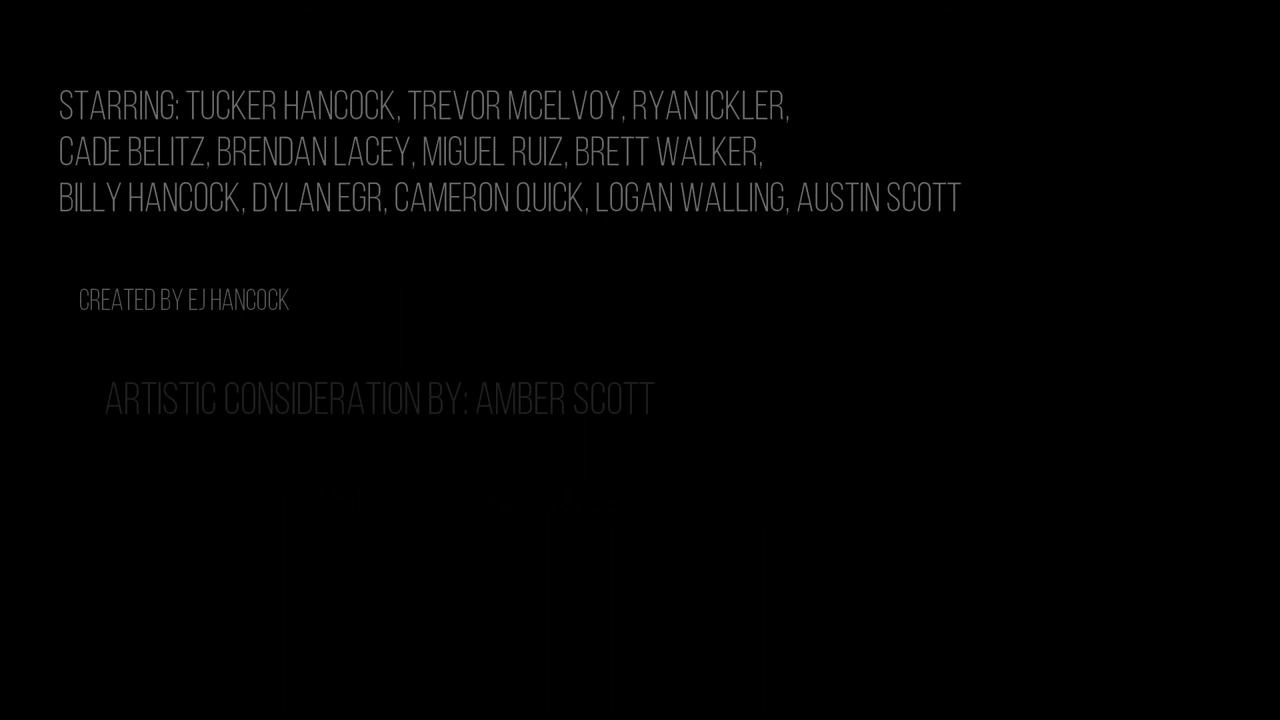 STARRING: TUCKER HANCOCK, TREVOR MCELVOY, RYAN ICKLER,
CADE BELITZ, BRENDAN LACEY, MIGUEL RUIZ, BRETT WALKER,
BILLY HANCOCK, DYLAN EGR, CAMERON QUICK, LOGAN WALLING, AUSTIN SCOTT
CREATED BY EJ HANCOCK
ARTISTIC CONSIDERATION BY: AMBER SCOTT